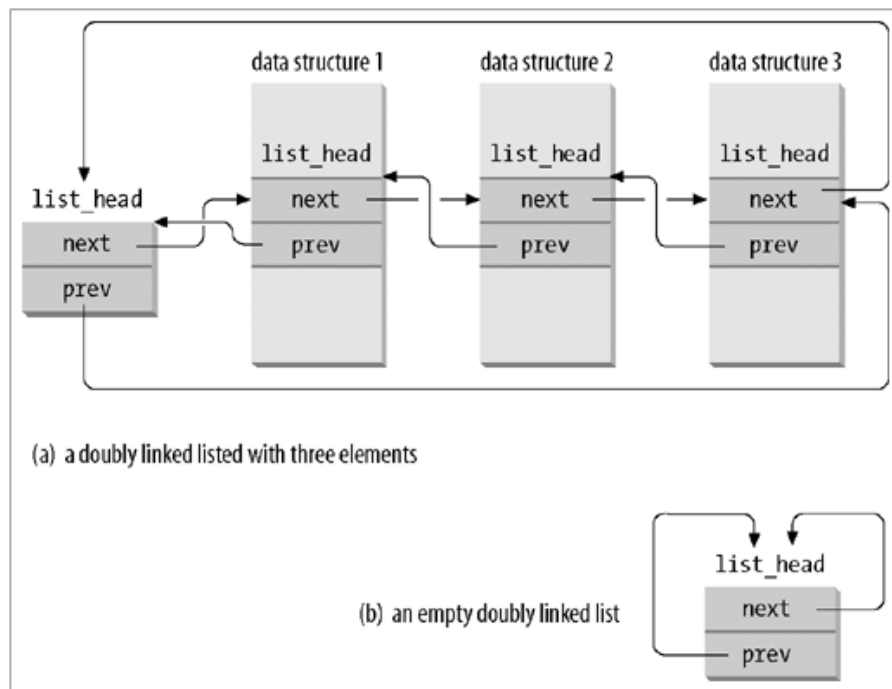 data structure 1
data structure 2
data structure 3
list_head
list_head
list_head
list_head
next
next
next
next
prev
prev
prev
prev
(a) a doubly linked listed with three elements
list_head
(b) an empty doubly linked list
next
prev